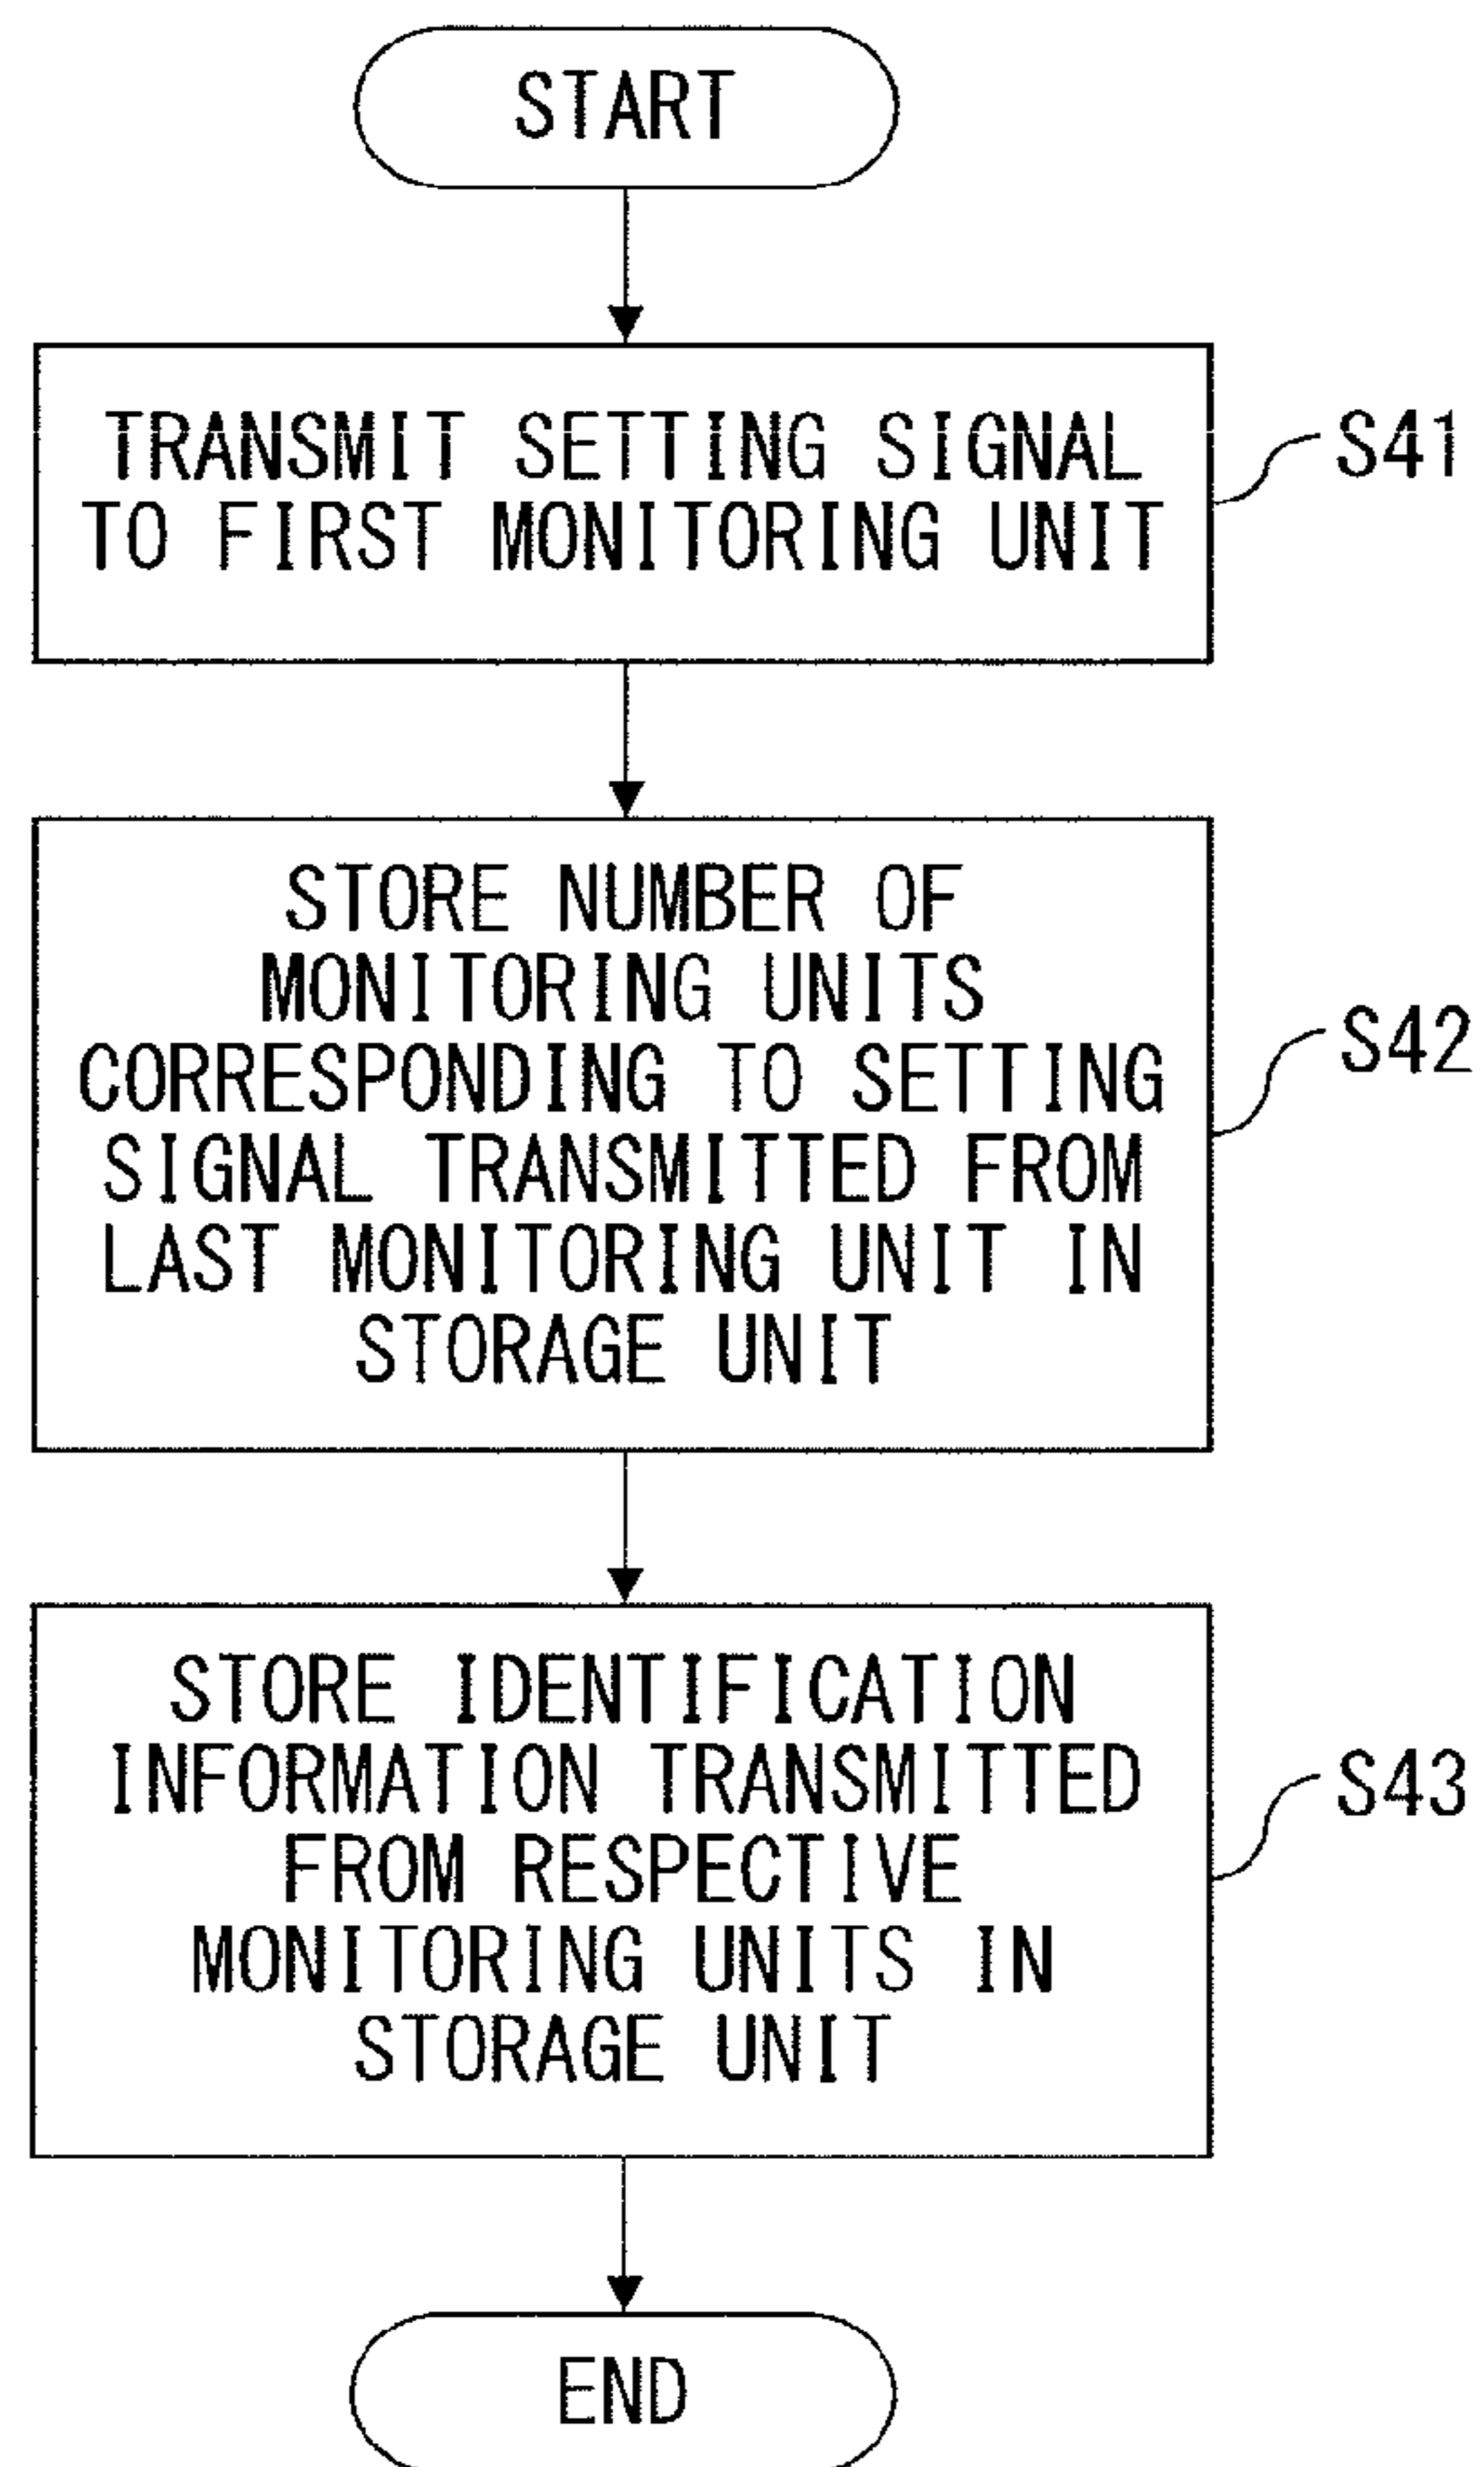 START
TRANSMIT SETTING SIGNAL
TO FIRST MONITORING UNIT
S41
STORE NUMBER OF
MONITORING UNITS
CORRESPONDING TO SETTING
SIGNAL TRANSMITTED FROM
LAST MONITORING UNIT IN
STORAGE UNIT
S42
STORE IDENTIFICATION
INFORMATION TRANSMITTED
FROM RESPECTIVE
MONITORING UNITS IN
STORAGE UNIT
S43
END